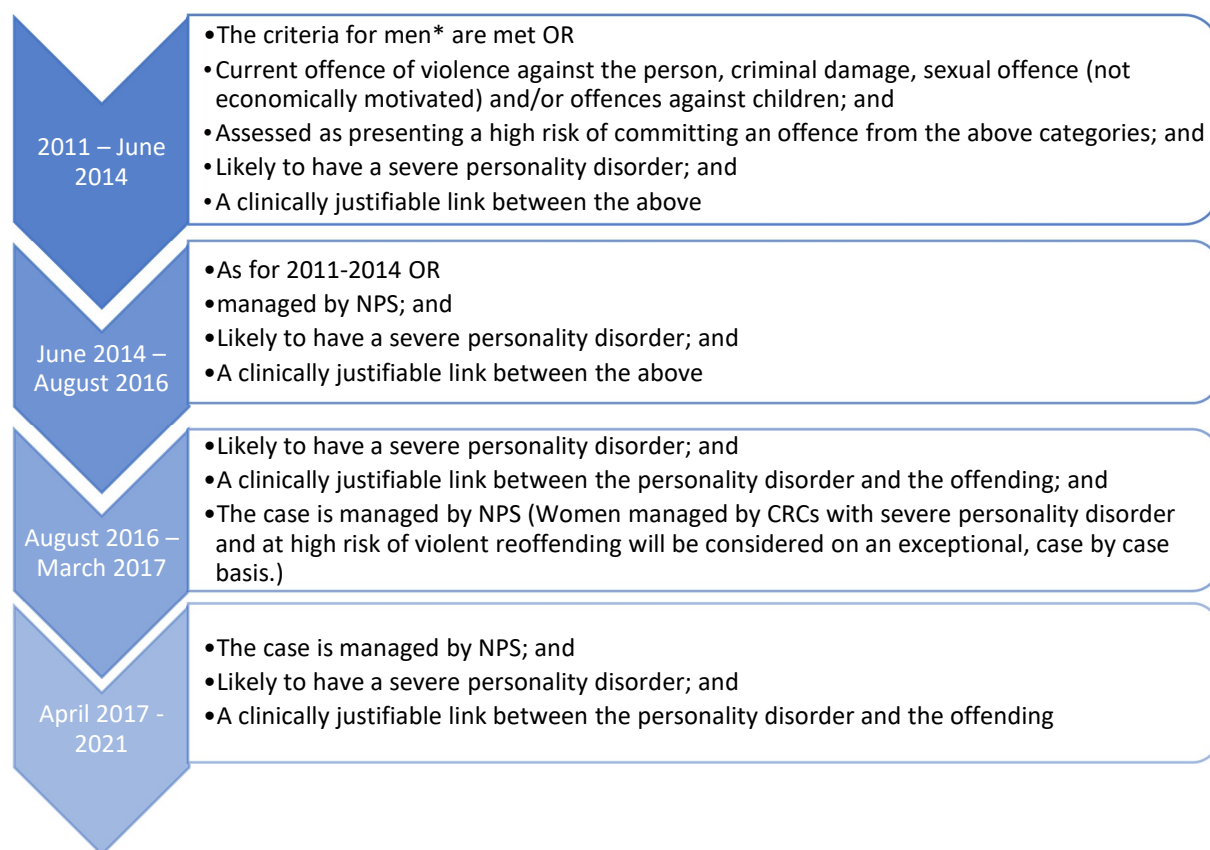 2011 – June
2014
•The criteria for men* are met OR
•Current offence of violence against the person, criminal damage, sexual offence (not
economically motivated) and/or offences against children; and
•Assessed as presenting a high risk of committing an offence from the above categories; and
•Likely to have a severe personality disorder; and
•A clinically justifiable link between the above
June 2014 –
August 2016
•As for 2011-2014 OR
•managed by NPS; and
•Likely to have a severe personality disorder; and
•A clinically justifiable link between the above
August 2016 –
March 2017
•Likely to have a severe personality disorder; and
•A clinically justifiable link between the personality disorder and the offending; and
•The case is managed by NPS (Women managed by CRCs with severe personality disorder
and at high risk of violent reoffending will be considered on an exceptional, case by case
basis.)
April 2017 -
2021
•The case is managed by NPS; and
•Likely to have a severe personality disorder; and
•A clinically justifiable link between the personality disorder and the offending